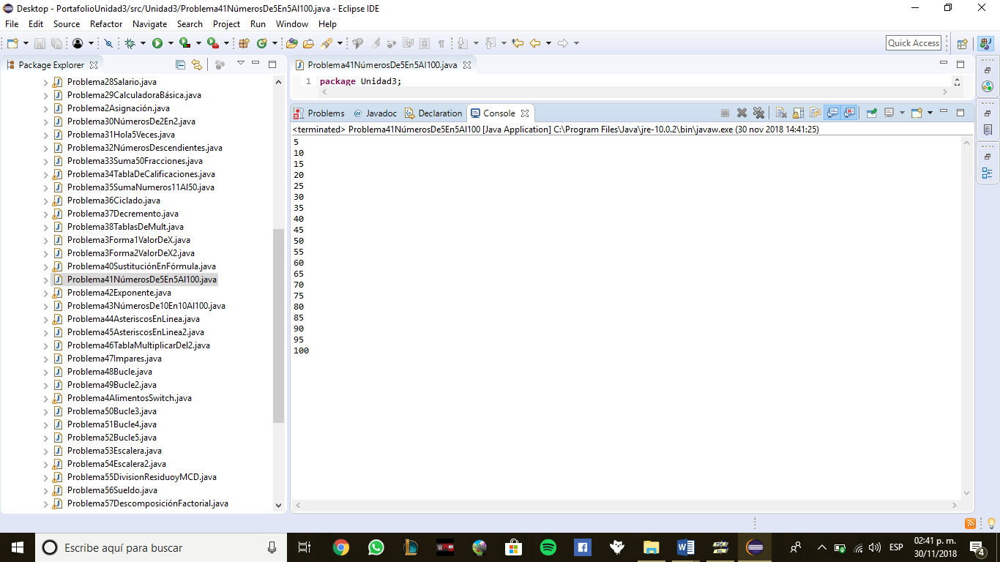 Desktop - PortafolioUnidad3/src/Unidad3/Problema41NúmerosDe5En5Al100.java - Eclipse IDE
File Edit Source Refactor Navigate Search Project Run Window Help
Quick Access
Package Explorer
Problema28Salario.java
Problema29CalculadoraBásica.java
Problema2Asignación.java
Problema30NúmerosDe2En2.java
Problema31Hola5Veces.java
Problema32NúmerosDescendientes.java
Problema33Suma50Fracciones.java
Problema34TablaDeCalificaciones.java
Problema35SumaNumeros11Al50.java
Problema36Ciclado.java
Problema37Decremento.java
Problema38TablasDeMult.java
Problema3Forma1ValorDeX.java
Problema3Forma2ValorDeX2.java
Problema40SustituciónEnFórmula.java
Problema41NúmerosDe5En5Al100.java
Problema42Exponente.java
Problema43NúmerosDe10En10Al100.java
Problema44AsteriscosEnLinea.java
Problema45AsteriscosEnLinea2.java
Problema46TablaMultiplicarDel2.java
Problema47Impares.java
Problema48Bucle.java
Problema49Bucle2.java
Problema4AlimentosSwitch.java
Problema50Bucle3.java
Problema51Bucle4.java
Problema52Bucle5.java
Problema53Escalera.java
Problema54Escalera2.java
Problema55DivisionResiduoyMCD.java
Problema56Sueldo.java
Problema57DescomposiciónFactorial.java
Problema41NúmerosDe5En5Al100.java
1 package Unidad3;
Problems @ Javadoc Declaration Console
<terminated> Problema41NúmerosDe5En5Al100 [Java Application] C:\Program Files\Java\jre-10.0.2\bin\javaw.exe (30 nov 2018 14:41:25)
5
10
15
20
25
30
35
40
45
50
55
60
65
70
75
80
85
90
95
100
Escribe aquí para buscar
ESP
02:41 p. m.
30/11/2018
4